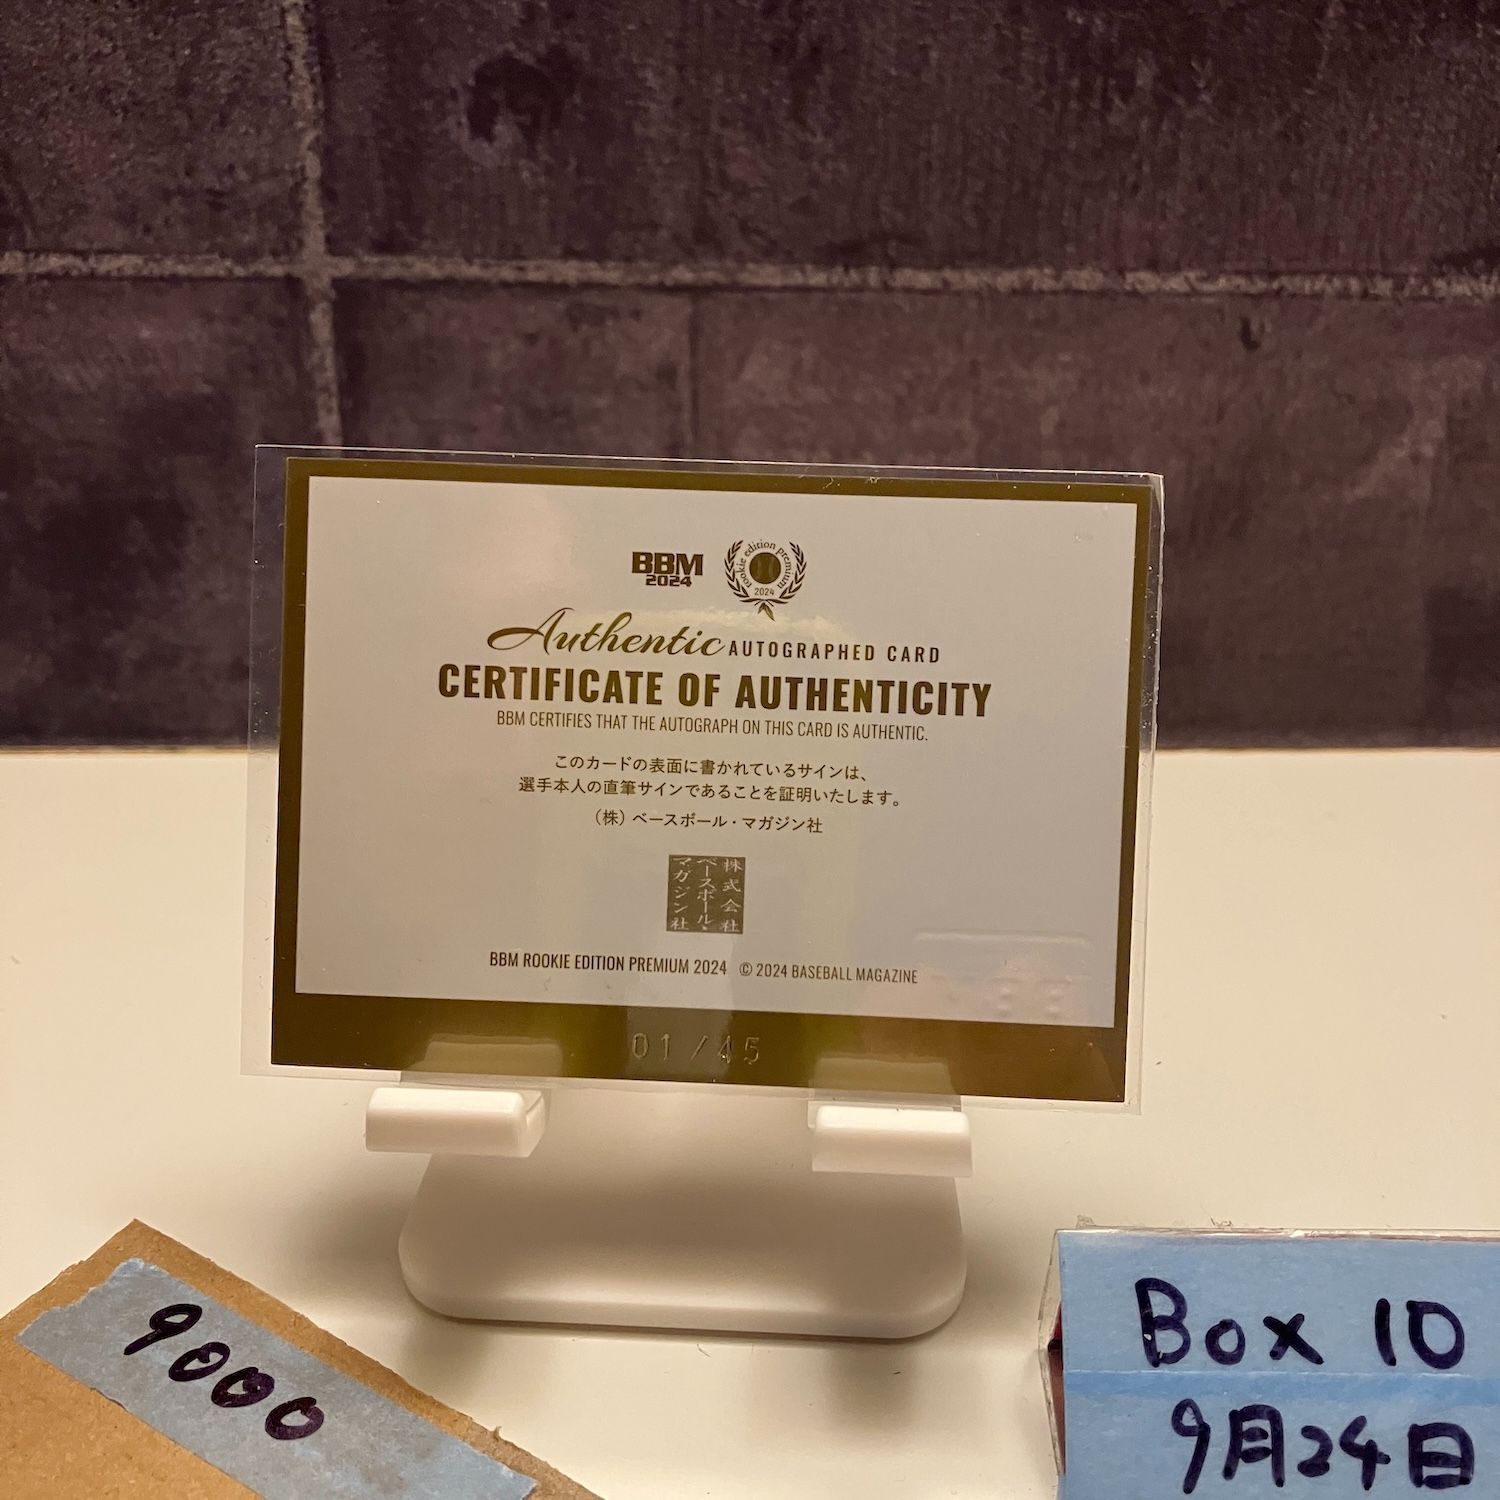 BBM
2024
rookie edition premium
2024
Authentic AUTOGRAPHED CARD
CERTIFICATE OF AUTHENTICITY
BBM CERTIFIES THAT THE AUTOGRAPH ON THIS CARD IS AUTHENTIC.
このカードの表面に書かれているサインは、
選手本人の直筆サインであることを証明いたします。
（株）ベースボール・マガジン社
株式会社
ベースボール・
マガジン社
BBM ROOKIE EDITION PREMIUM 2024 © 2024 BASEBALL MAGAZINE
01/45
9000
Box 10
9月24日